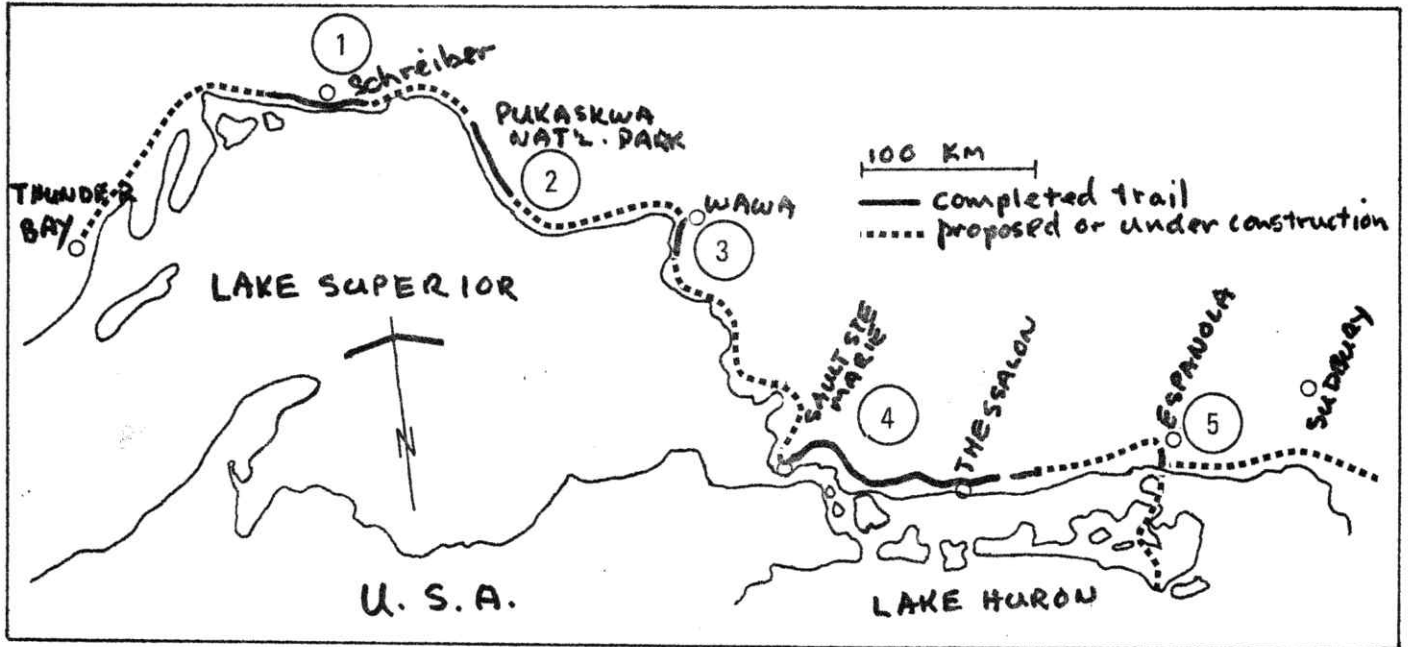 1
Schreiber
PUKASKWA
NAT'L. PARK
2
100 KM
completed trail
proposed or under construction
THUNDER
BAY
WAWA
3
LAKE SUPERIOR
SAULT STE
MARIE
4
THESSALON
ESPANOLA
5
SUDBURY
N
U.S.A.
LAKE HURON